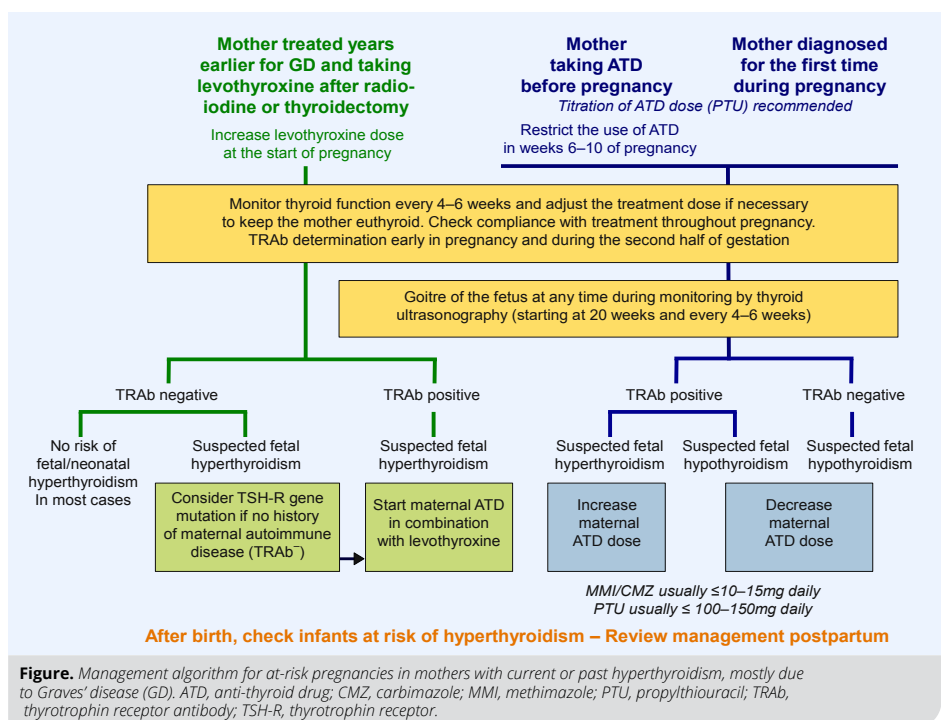 Mother treated years
earlier for GD and taking
levothyroxine after radio-
iodine or thyroidectomy
Increase levothyroxine dose
at the start of pregnancy
Mother
taking ATD
before pregnancy
Mother diagnosed
for the first time
during pregnancy
Titration of ATD dose (PTU) recommended
Restrict the use of ATD
in weeks 6–10 of pregnancy
Monitor thyroid function every 4–6 weeks and adjust the treatment dose if necessary
to keep the mother euthyroid. Check compliance with treatment throughout pregnancy.
TRAb determination early in pregnancy and during the second half of gestation
Goitre of the fetus at any time during monitoring by thyroid
ultrasonography (starting at 20 weeks and every 4–6 weeks)
TRAb negative
TRAb positive
TRAb positive
TRAb negative
No risk of
fetal/neonatal
hyperthyroidism
In most cases
Suspected fetal
hyperthyroidism
Suspected fetal
hyperthyroidism
Suspected fetal
hyperthyroidism
Suspected fetal
hypothyroidism
Suspected fetal
hypothyroidism
Consider TSH-R gene
mutation if no history
of maternal autoimmune
disease (TRAb⁻)
Start maternal ATD
in combination
with levothyroxine
Increase
maternal
ATD dose
Decrease
maternal
ATD dose
MMI/CMZ usually ≤10–15mg daily
PTU usually ≤ 100–150mg daily
After birth, check infants at risk of hyperthyroidism – Review management postpartum
Figure. Management algorithm for at-risk pregnancies in mothers with current or past hyperthyroidism, mostly due
to Graves’ disease (GD). ATD, anti-thyroid drug; CMZ, carbimazole; MMI, methimazole; PTU, propylthiouracil; TRAb,
thyrotrophin receptor antibody; TSH-R, thyrotrophin receptor.